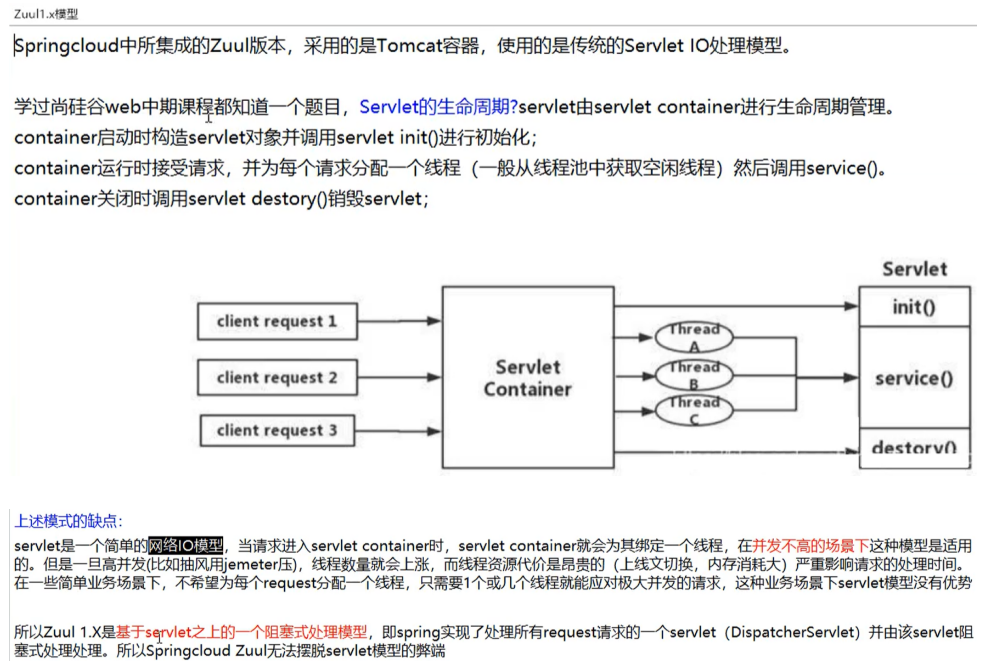 Zuul1.x模型
Springcloud中所集成的Zuul版本，采用的是Tomcat容器，使用的是传统的Servlet IO处理模型。
学过尚硅谷web中期课程都知道一个题目，Servlet的生命周期?servlet由servlet container进行生命周期管理。
container启动时构造servlet对象并调用servlet init()进行初始化；
container运行时接受请求，并为每个请求分配一个线程（一般从线程池中获取空闲线程）然后调用service()。
container关闭时调用servlet destory()销毁servlet；
Servlet
init()
client request 1
Thread
A
client request 2
Servlet
Container
Thread
B
service()
client request 3
Thread
C
destory()
上述模式的缺点：
servlet是一个简单的网络IO模型，当请求进入servlet container时，servlet container就会为其绑定一个线程，在并发不高的场景下这种模型是适用
的。但是一旦高并发(比如抽风用jemeter压)，线程数量就会上涨，而线程资源代价是昂贵的（上线文切换，内存消耗大）严重影响请求的处理时间。
在一些简单业务场景下，不希望为每个request分配一个线程，只需要1个或几个线程就能应对极大并发的请求，这种业务场景下servlet模型没有优势
所以Zuul 1.X是基于servlet之上的一个阻塞式处理模型，即spring实现了处理所有request请求的一个servlet（DispatcherServlet）并由该servlet阻
塞式处理处理。所以Springcloud Zuul无法摆脱servlet模型的弊端